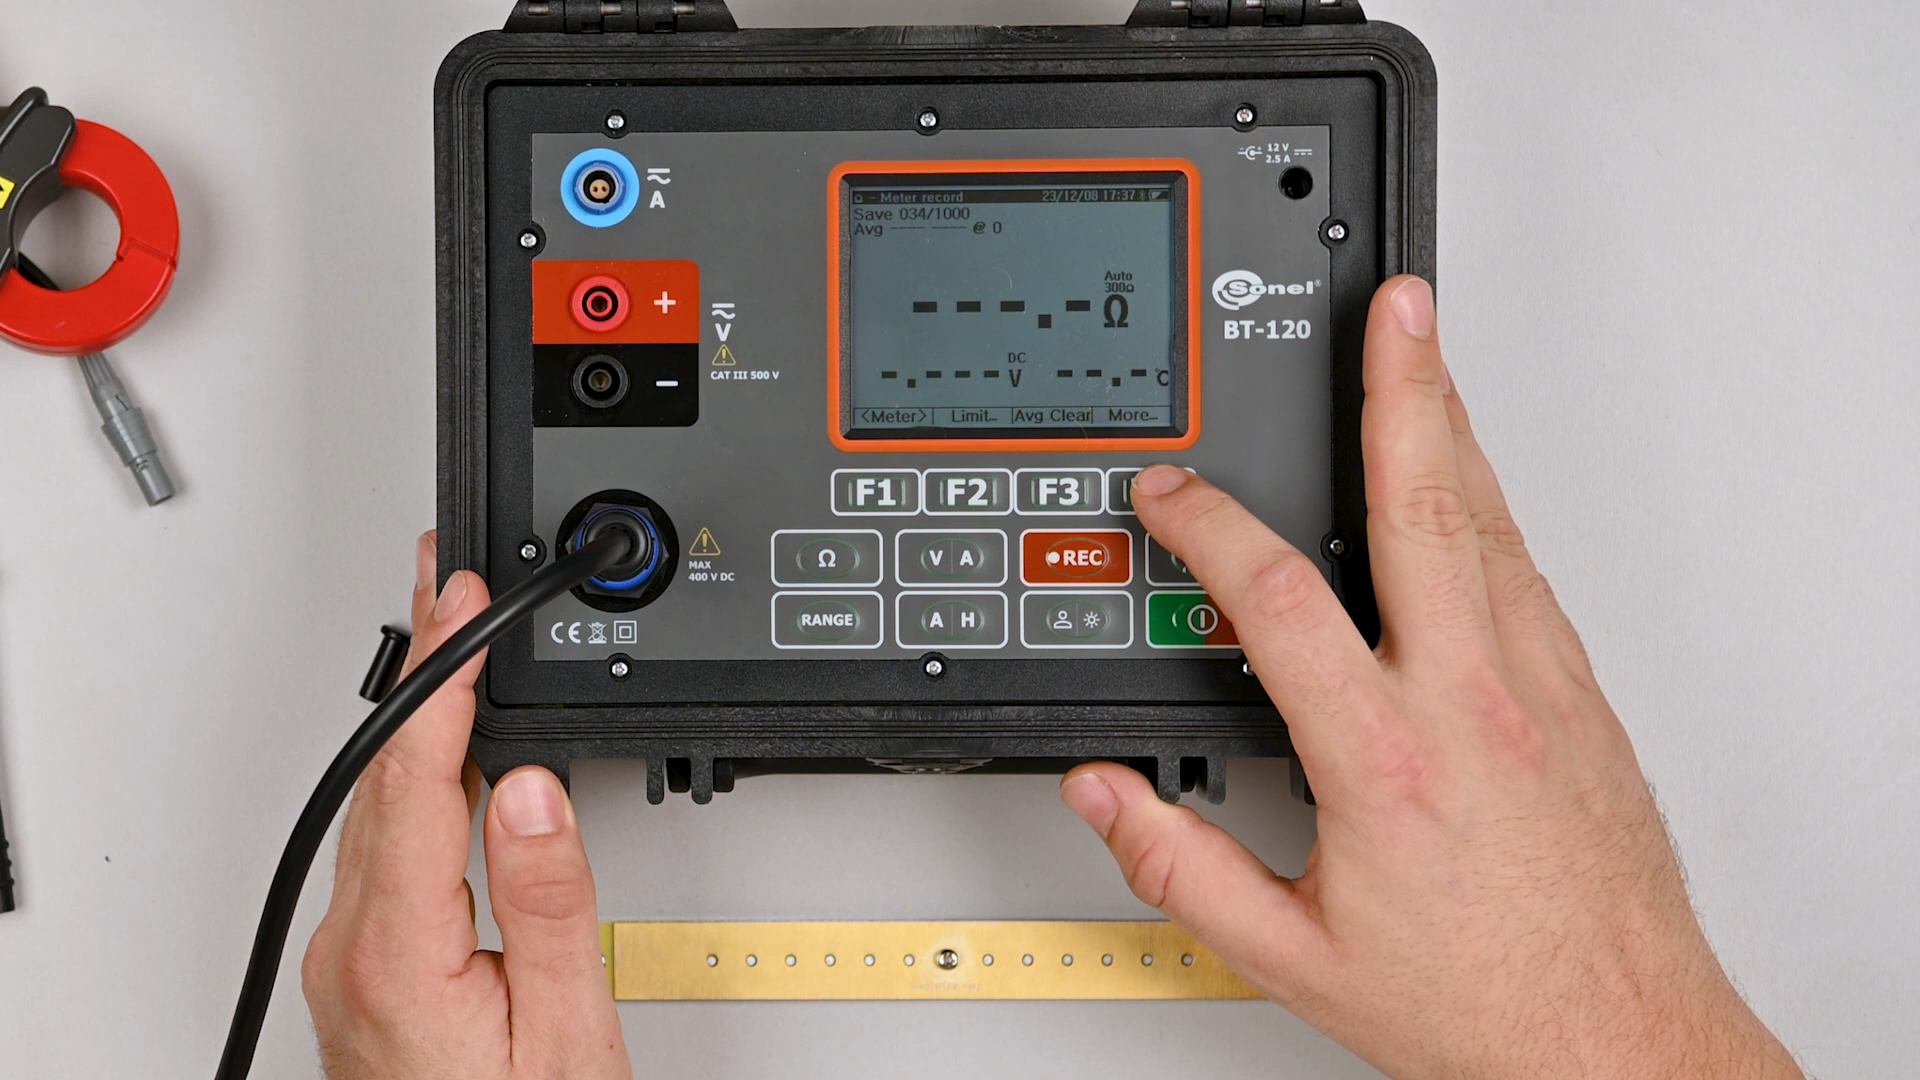 - Meter record 23/12/08 17:37
Save 034/1000
Avg ---- ---- @ 0
Auto
300Ω
----.- Ω
DC
-.--- V --.- °C
<Meter> Limit... Avg Clear More...
12 V
2.5 A
A
+
V
CAT III 500 V
-
Sonel®
BT-120
MAX
400 V DC
CE
F1 F2 F3
Ω V A REC
RANGE A H